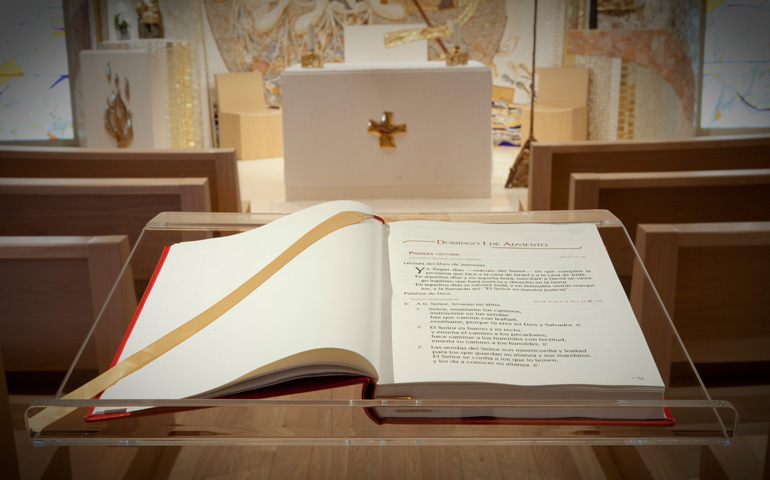 DOMINGO I DE ADVIENTO
PRIMERA LECTURA
Lectura del libro de Jeremías.
Ya llegan días —oráculo del Señor— en que cumpliré la
promesa que hice a la casa de Israel y a la casa de Judá.
En aquellos días y en aquella hora, suscitaré a David un vástago
legítimo que hará justicia y derecho en la tierra.
En aquellos días se salvará Judá, y en Jerusalén vivirán tranquilos,
y la llamarán así: "El Señor es nuestra justicia".
Palabra de Dios.
R. A ti, Señor, levanto mi alma.
V. Señor, enséñame tus caminos,
instrúyeme en tus sendas:
haz que camine con lealtad;
enséñame, porque tú eres mi Dios y Salvador. R.
V. El Señor es bueno y es recto,
y enseña el camino a los pecadores;
hace caminar a los humildes con rectitud,
enseña su camino a los humildes. R.
V. Las sendas del Señor son misericordia y lealtad
para los que guardan su alianza y sus mandatos.
El Señor se confía a los que lo temen,
y les da a conocer su alianza. R.